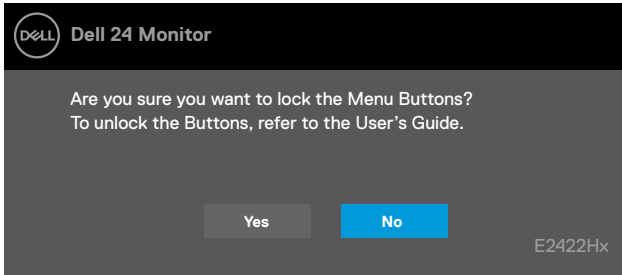 DELL Dell 24 Monitor
Are you sure you want to lock the Menu Buttons?
To unlock the Buttons, refer to the User’s Guide.
Yes No
E2422Hx